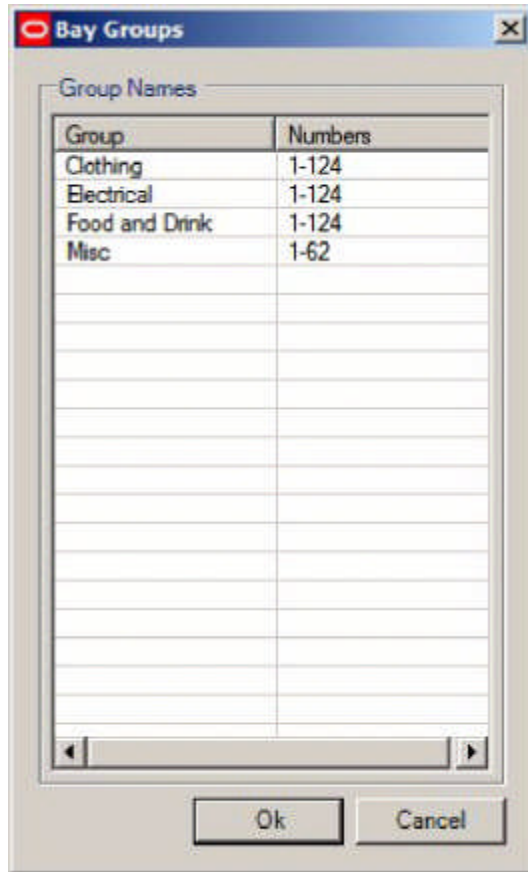 Bay Groups
Group Names
Group Numbers
Clothing 1-124
Electrical 1-124
Food and Drink 1-124
Misc 1-62
Ok Cancel